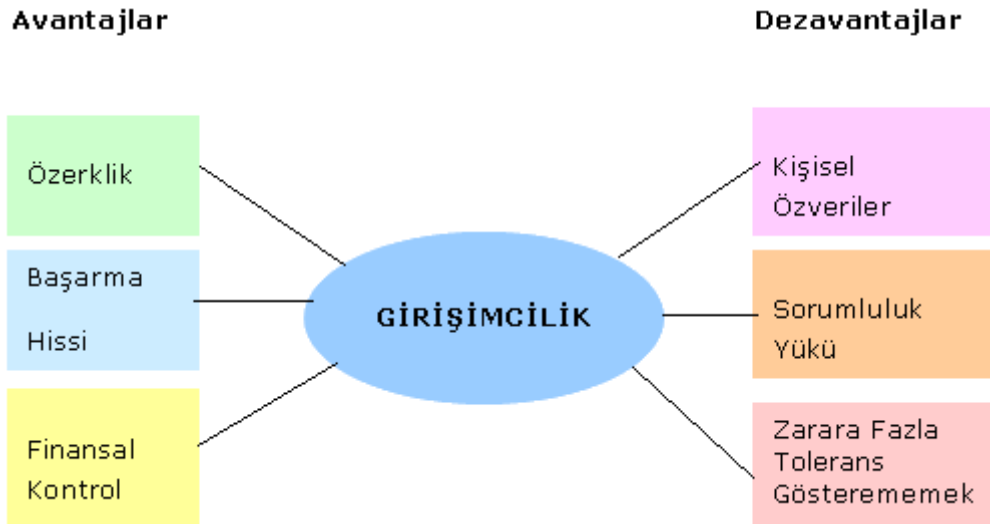 Avantajlar
Dezavantajlar
Özerklik
Başarma
Hissi
Finansal
Kontrol
GİRİŞİMCİLİK
Kişisel
Özveriler
Sorumluluk
Yükü
Zarara Fazla
Tolerans
Gösterememek